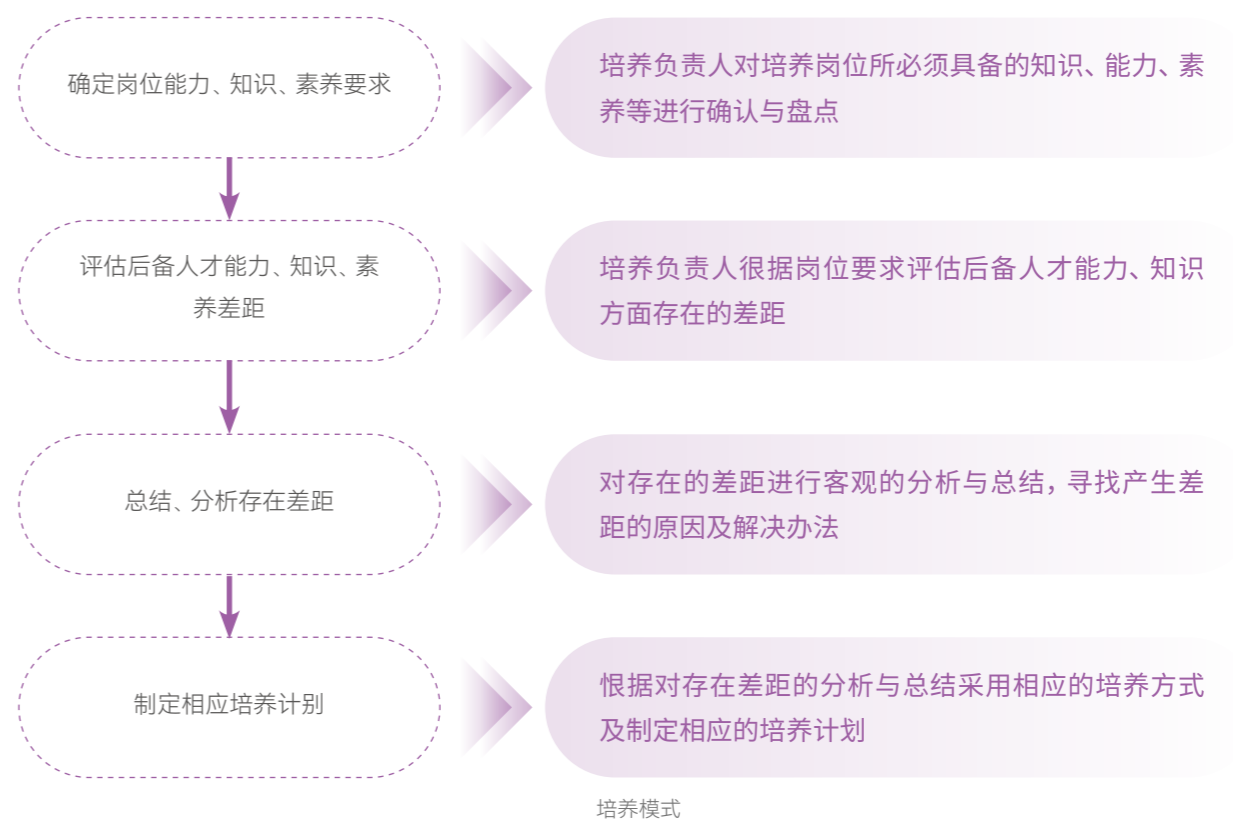 确定岗位能力、知识、素养要求
培养负责人对培养岗位所必须具备的知识、能力、素
养等进行确认与盘点
评估后备人才能力、知识、素
养差距
培养负责人很据岗位要求评估后备人才能力、知识
方面存在的差距
总结、分析存在差距
对存在的差距进行客观的分析与总结，寻找产生差
距的原因及解决办法
制定相应培养计别
恨据对存在差距的分析与总结采用相应的培养方式
及制定相应的培养计划
培养模式